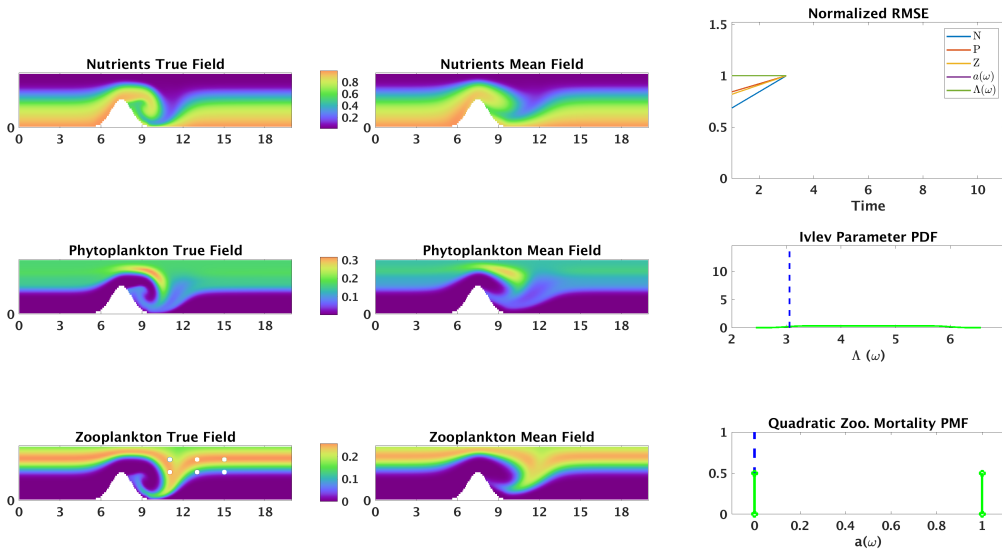 Normalized RMSE
1.5
1
0.5
0
2 4 6 8 10
Time
N
P
Z
a(ω)
Λ(ω)
Nutrients True Field
0
0 3 6 9 12 15 18
0.8
0.6
0.4
0.2
Nutrients Mean Field
0
0 3 6 9 12 15 18
Phytoplankton True Field
0
0 3 6 9 12 15 18
0.3
0.2
0.1
Phytoplankton Mean Field
0
0 3 6 9 12 15 18
Ivlev Parameter PDF
10
5
0
2 3 4 5 6
Λ (ω)
Zooplankton True Field
0
0 3 6 9 12 15 18
0.2
0.1
Zooplankton Mean Field
0
0 3 6 9 12 15 18
Quadratic Zoo. Mortality PMF
1
0.5
0
0 0.2 0.4 0.6 0.8 1
a(ω)